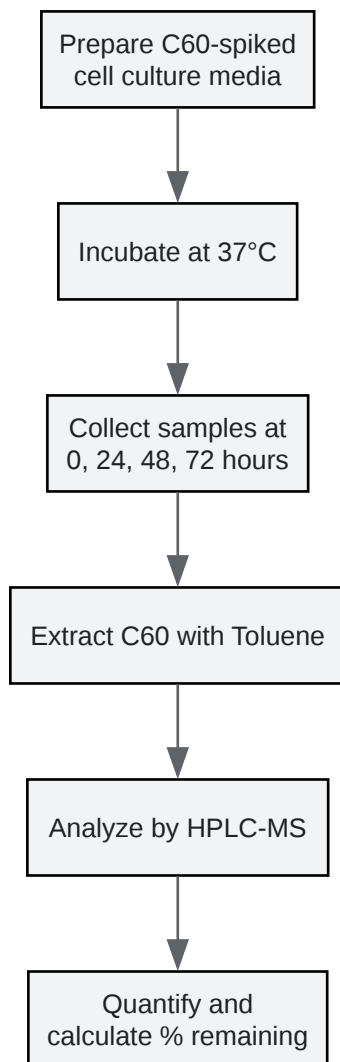 Prepare C60-spiked
cell culture media
Incubate at 37°C
Collect samples at
0, 24, 48, 72 hours
Extract C60 with Toluene
Analyze by HPLC-MS
Quantify and
calculate % remaining